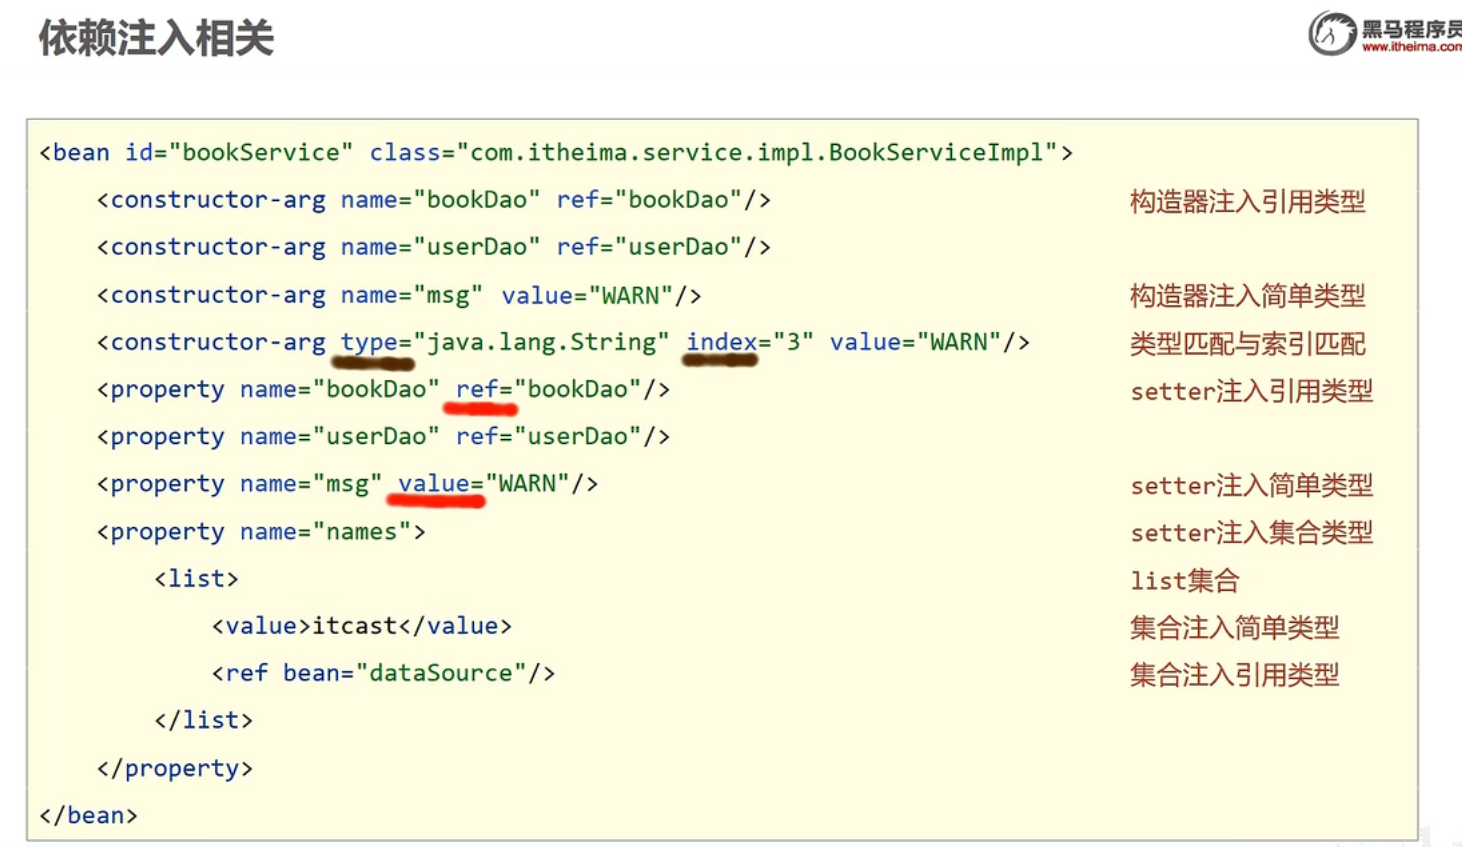 依赖注入相关
黑马程序员
www.itheima.com
<bean id="bookService" class="com.itheima.service.impl.BookServiceImpl">
<constructor-arg name="bookDao" ref="bookDao"/> 构造器注入引用类型
<constructor-arg name="userDao" ref="userDao"/>
<constructor-arg name="msg" value="WARN"/> 构造器注入简单类型
<constructor-arg type="java.lang.String" index="3" value="WARN"/> 类型匹配与索引匹配
<property name="bookDao" ref="bookDao"/> setter注入引用类型
<property name="userDao" ref="userDao"/>
<property name="msg" value="WARN"/> setter注入简单类型
<property name="names"> setter注入集合类型
<list> list集合
<value>itcast</value> 集合注入简单类型
<ref bean="dataSource"/> 集合注入引用类型
</list>
</property>
</bean>